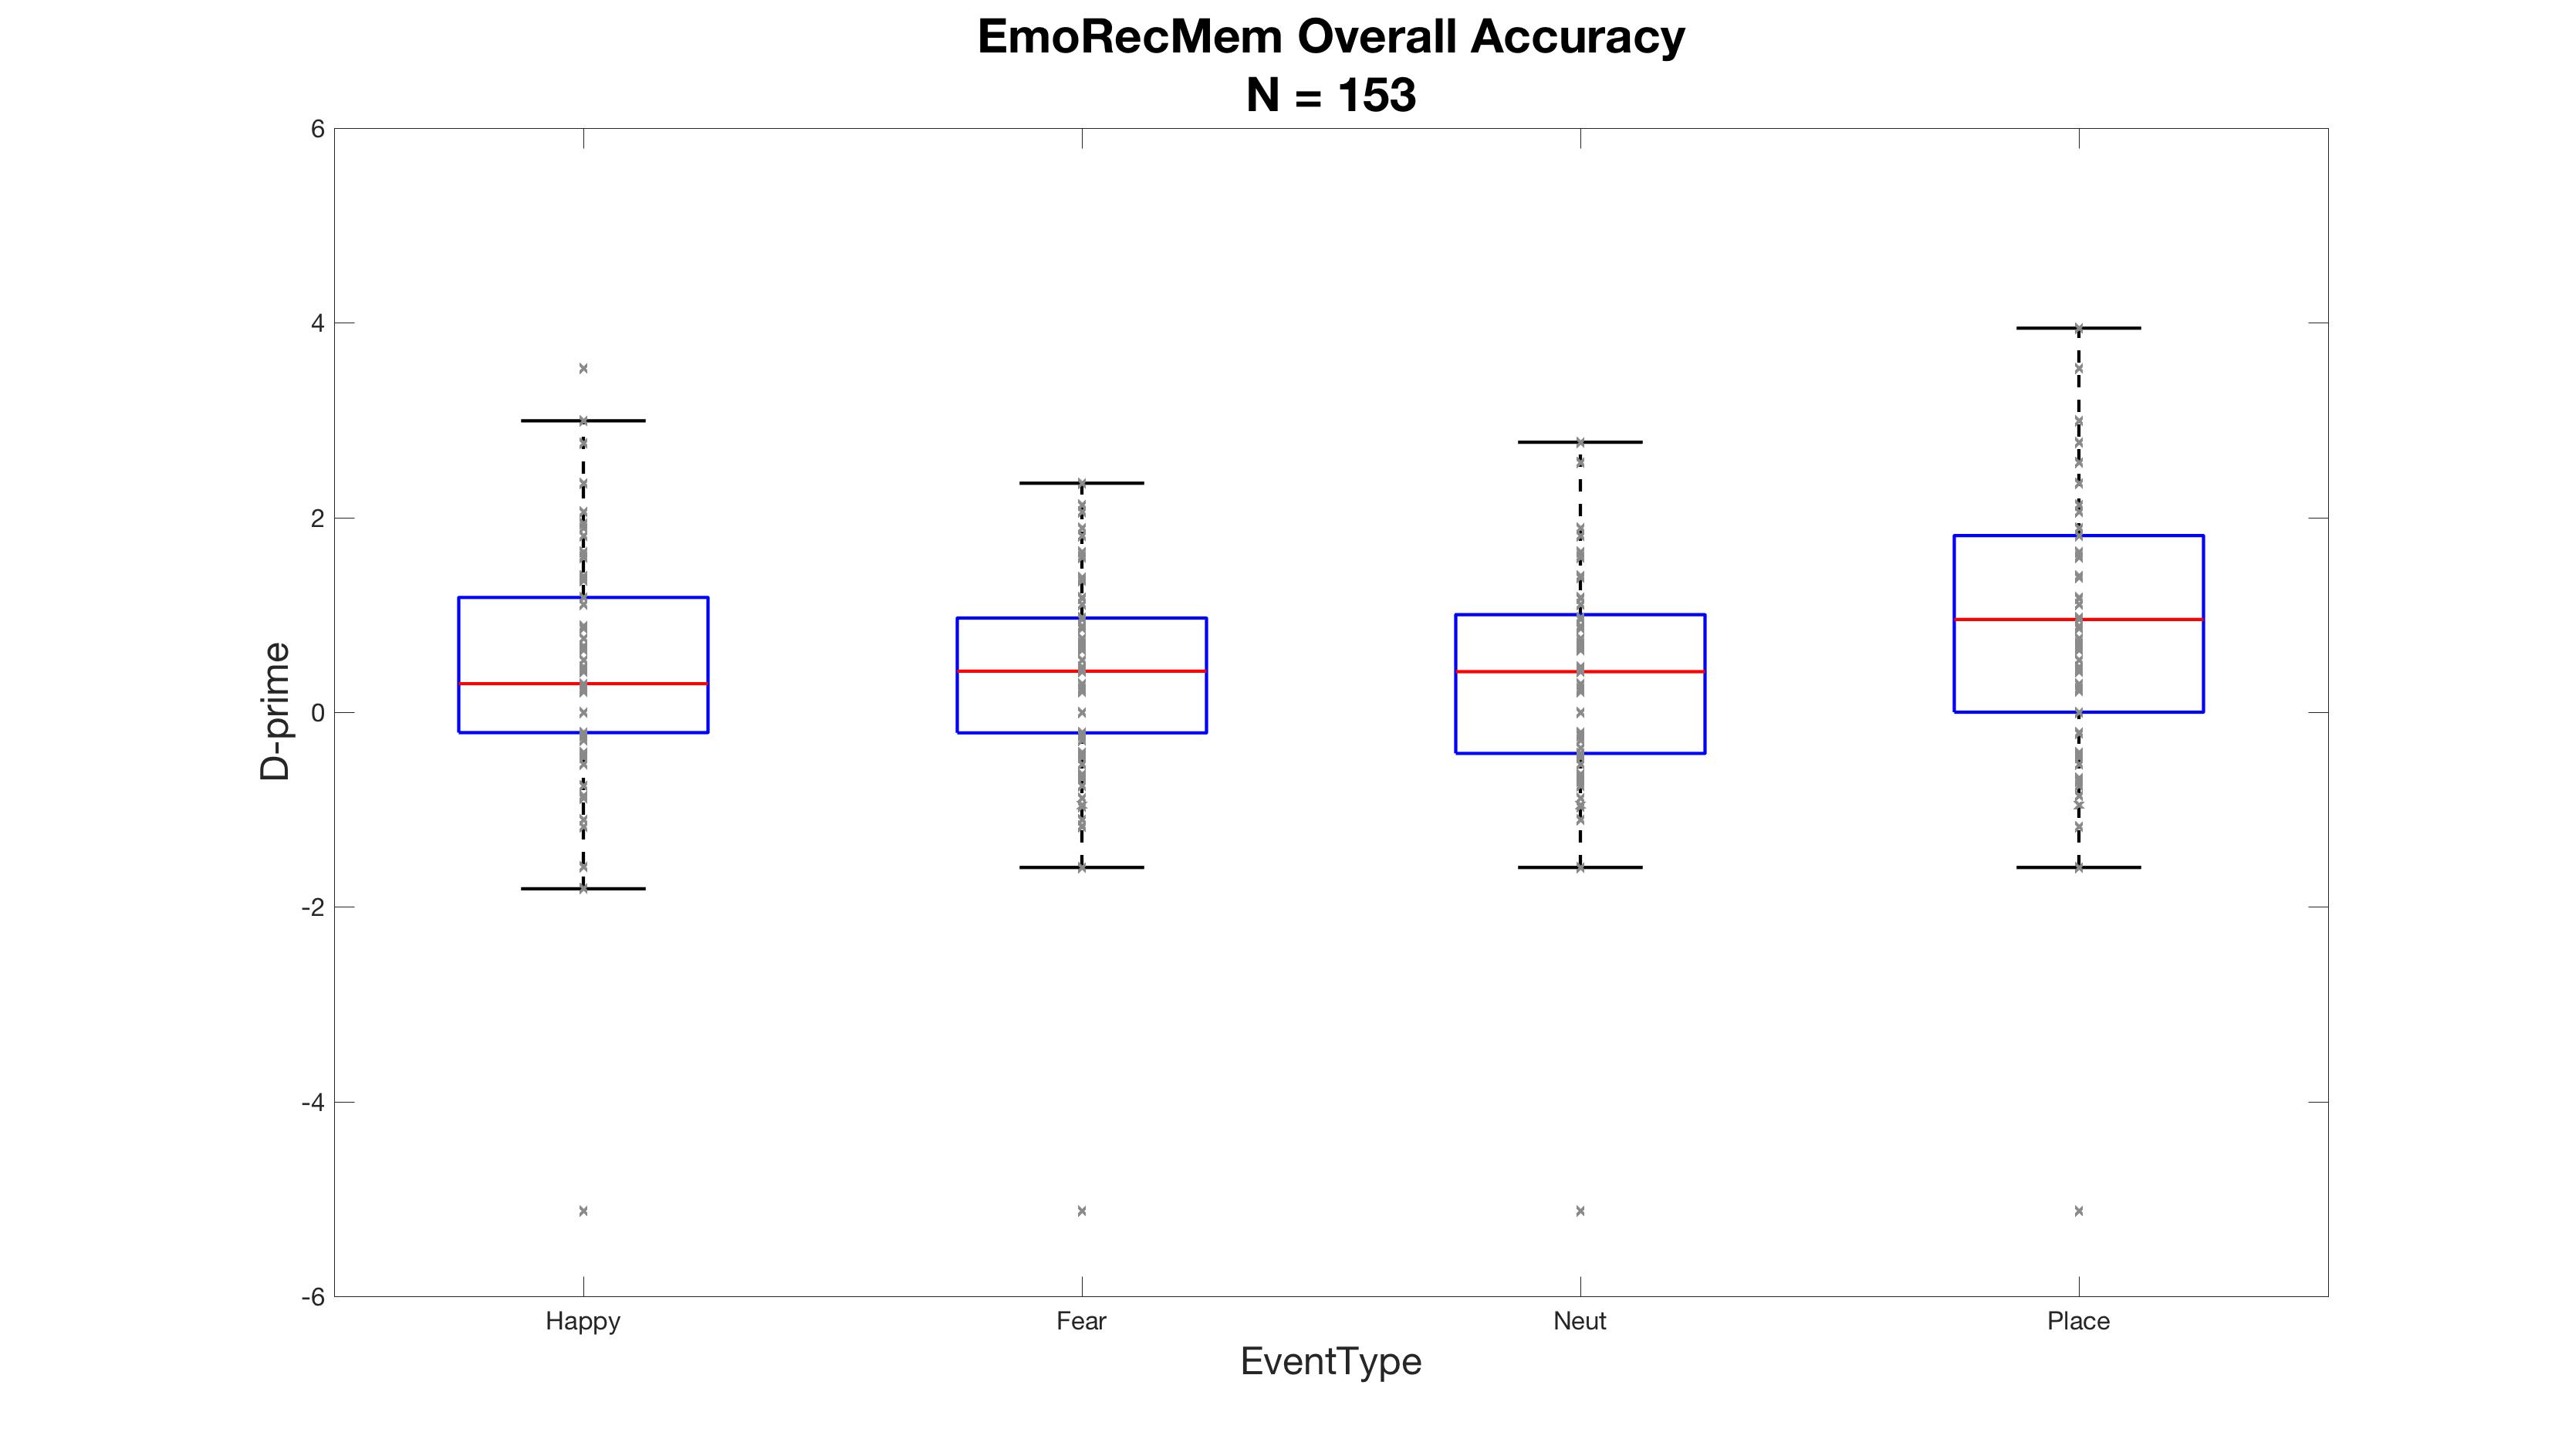 EmoRecMem Overall Accuracy
N = 153
6
4
2
0
-2
-4
-6
D-prime
Happy
Fear
Neut
Place
EventType